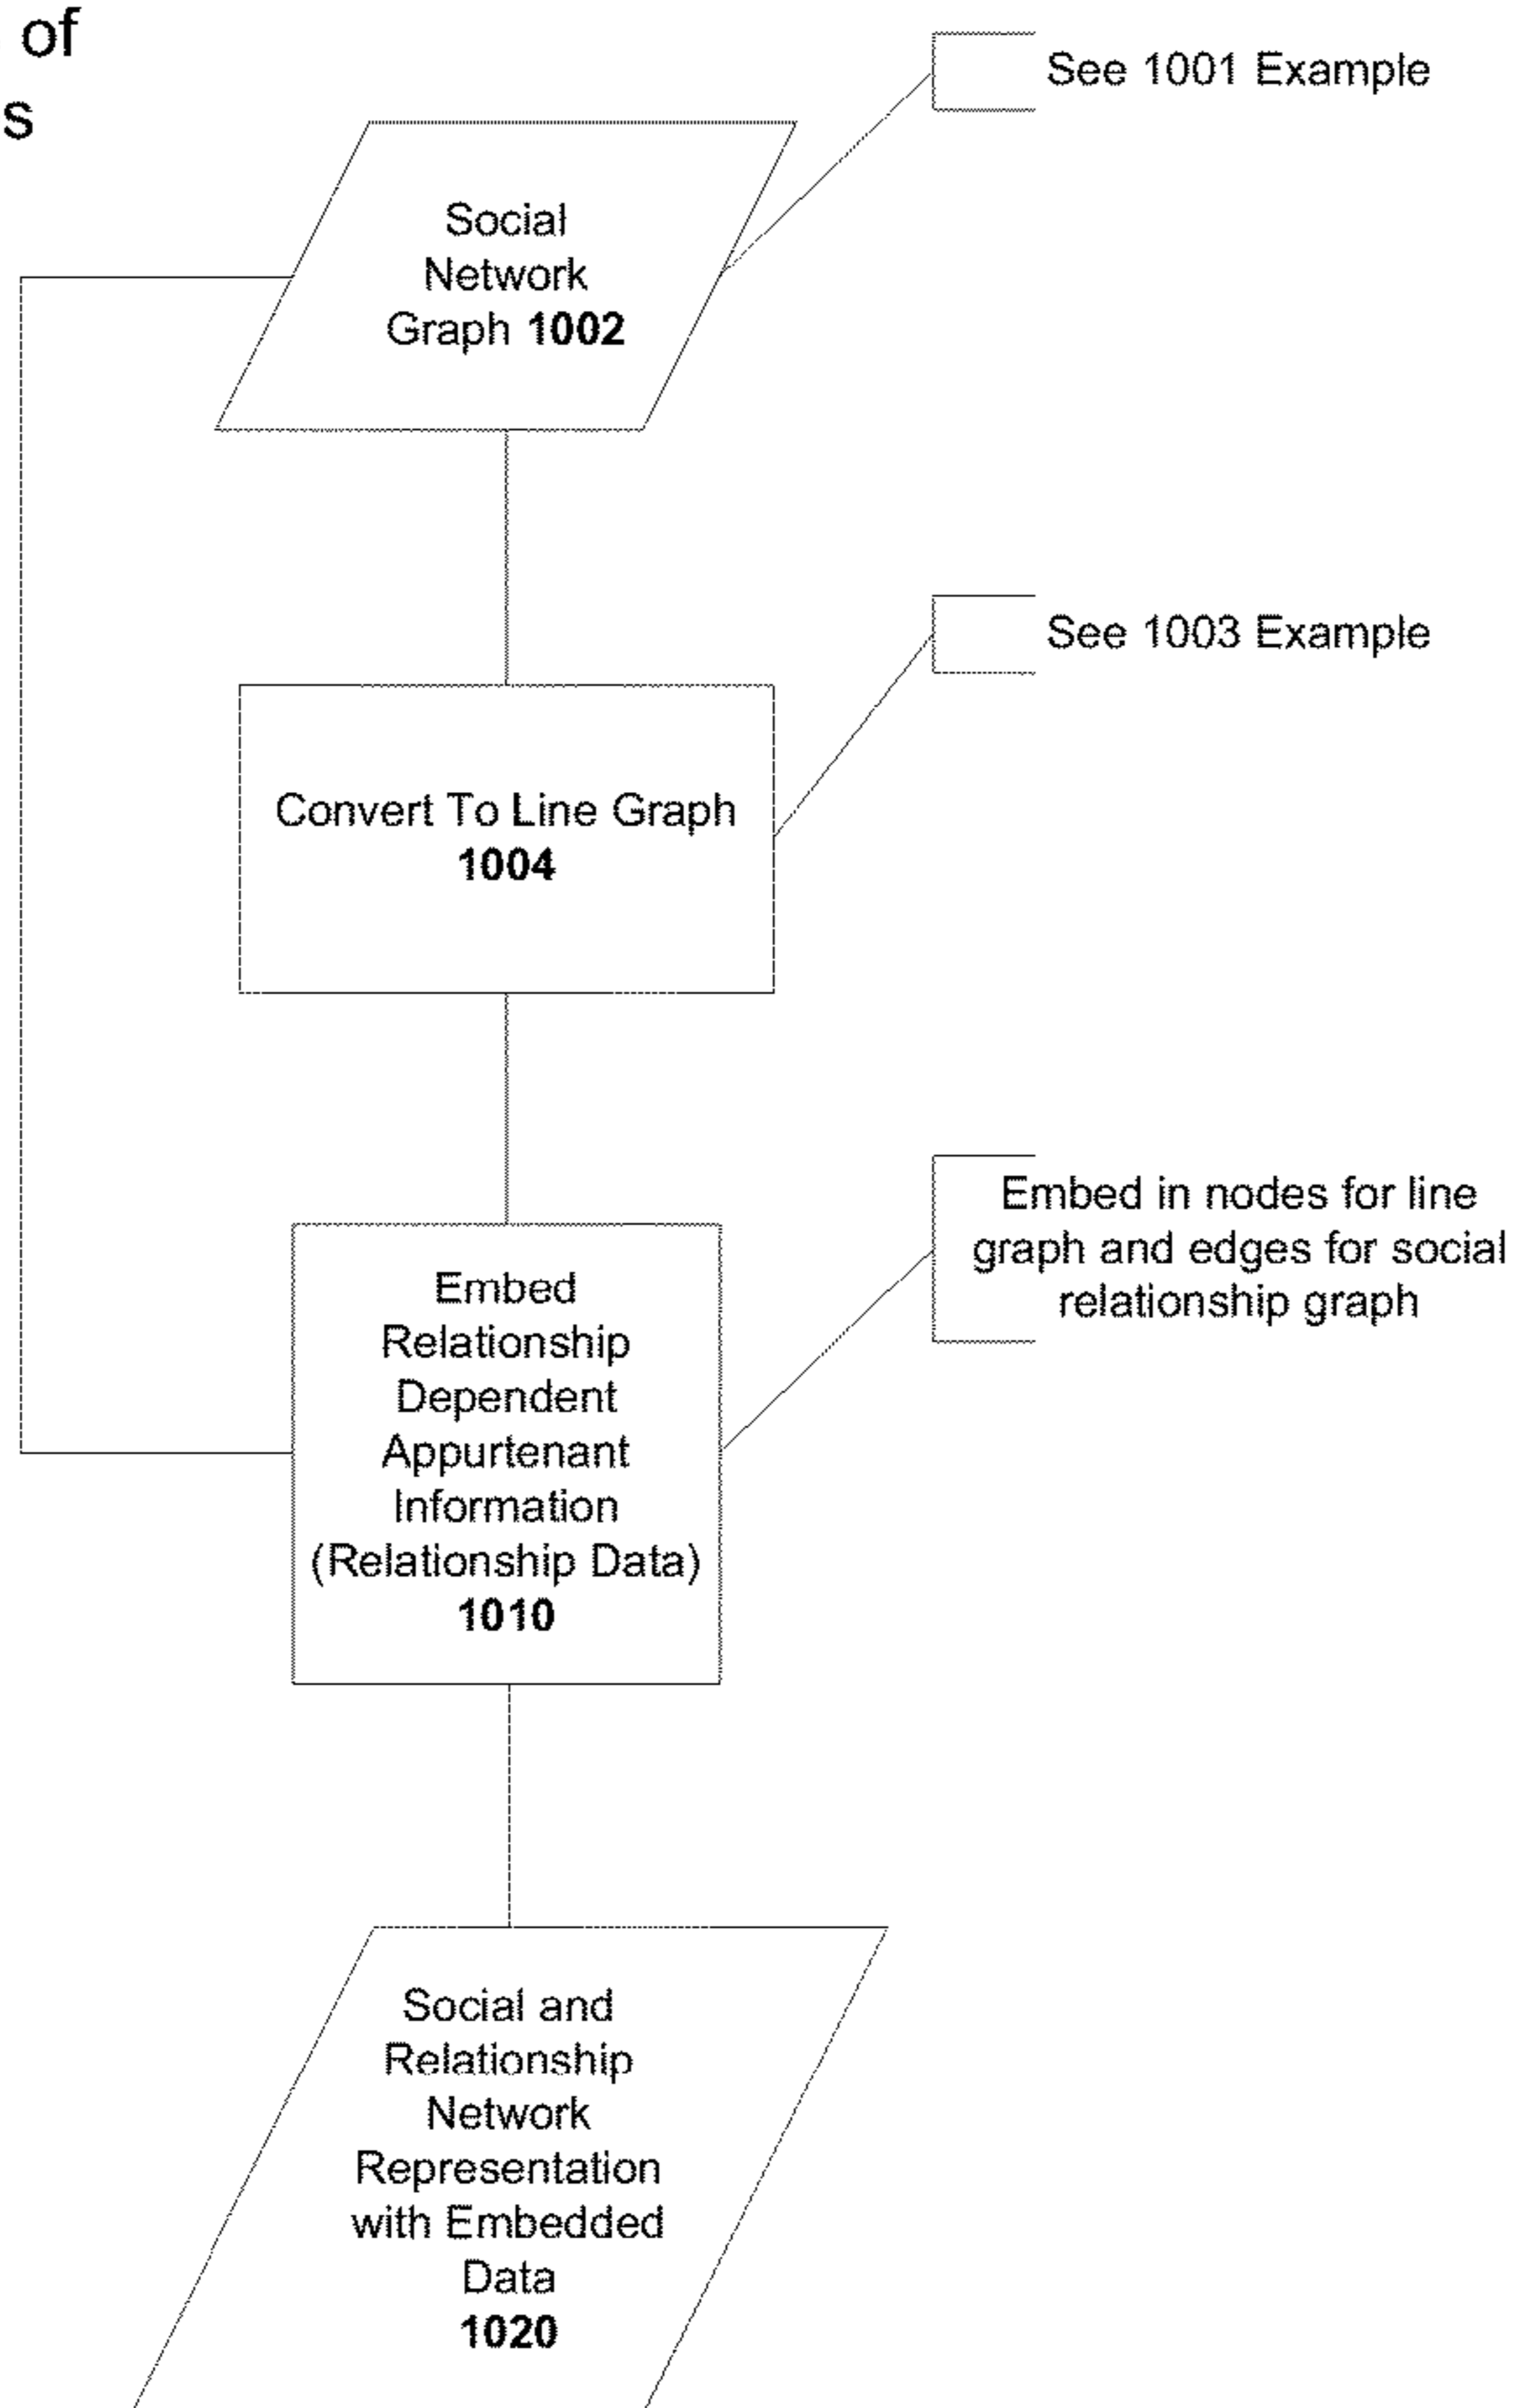 of
s
See 1001 Example
Social
Network
Graph 1002
See 1003 Example
Convert To Line Graph
1004
Embed in nodes for line
graph and edges for social
relationship graph
Embed
Relationship
Dependent
Appurtenant
Information
(Relationship Data)
1010
Social and
Relationship
Network
Representation
with Embedded
Data
1020